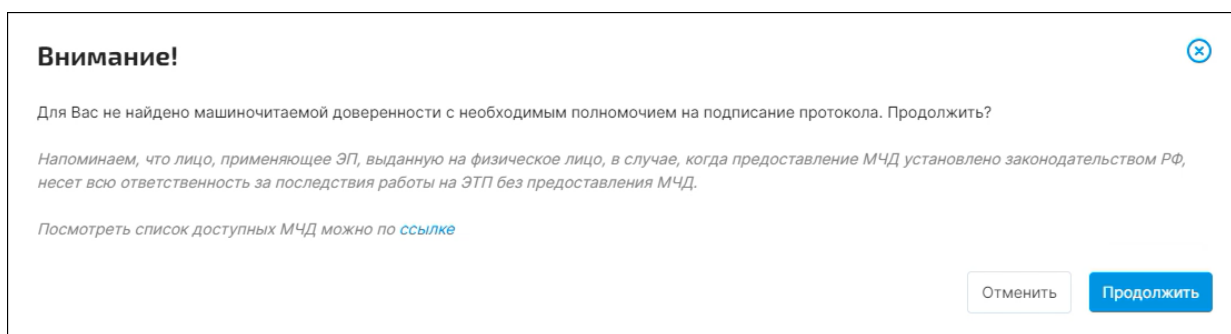 Внимание!
Для Вас не найдено машиночитаемой доверенности с необходимым полномочием на подписание протокола. Продолжить?
Напоминаем, что лицо, применяющее ЭП, выданную на физическое лицо, в случае, когда предоставление МЧД установлено законодательством РФ,
несет всю ответственность за последствия работы на ЭТП без предоставления МЧД.
Посмотреть список доступных МЧД можно по ссылке
Отменить
Продолжить